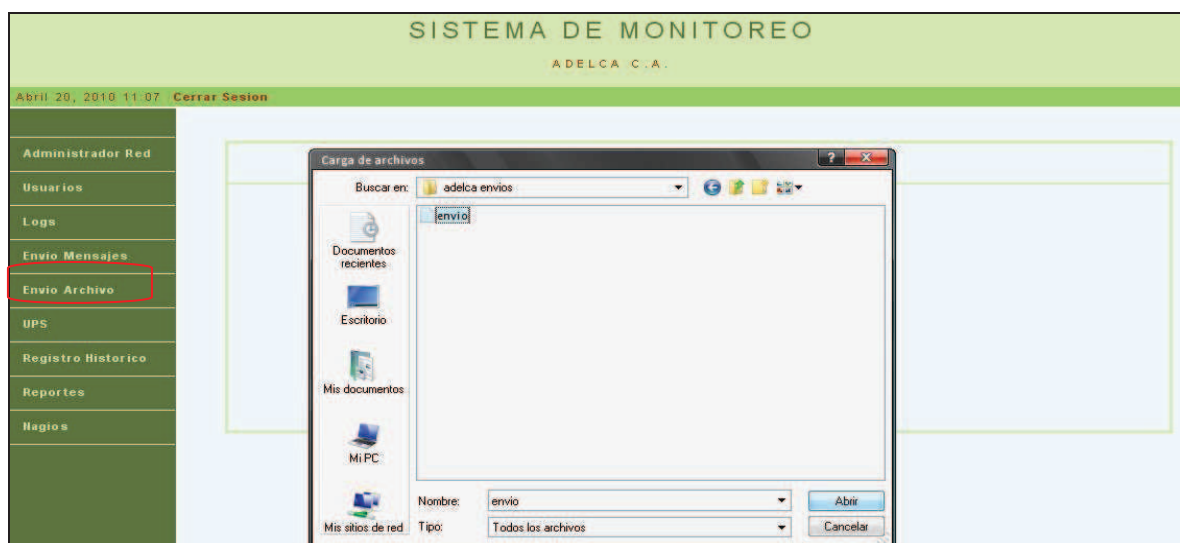 SISTEMA DE MONITOREO
ADELCA C.A.
Abril 20, 2010 11:07 Cerrar Sesion
Administrador Red
Usuarios
Logs
Envio Mensajes
Envio Archivo
UPS
Registro Historico
Reportes
Nagios
Carga de archivos
Buscar en: adelca envios
envio
Documentos
recientes
Escritorio
Mis documentos
Mi PC
Mis sitios de red
Nombre: envio
Abrir
Tipo: Todos los archivos
Cancelar